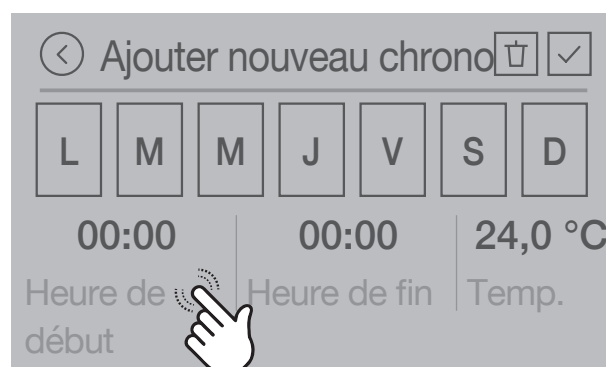 Ajouter nouveau chrono
L M M J V S D
00:00 00:00 24,0 °C
Heure de Heure de fin Temp.
début